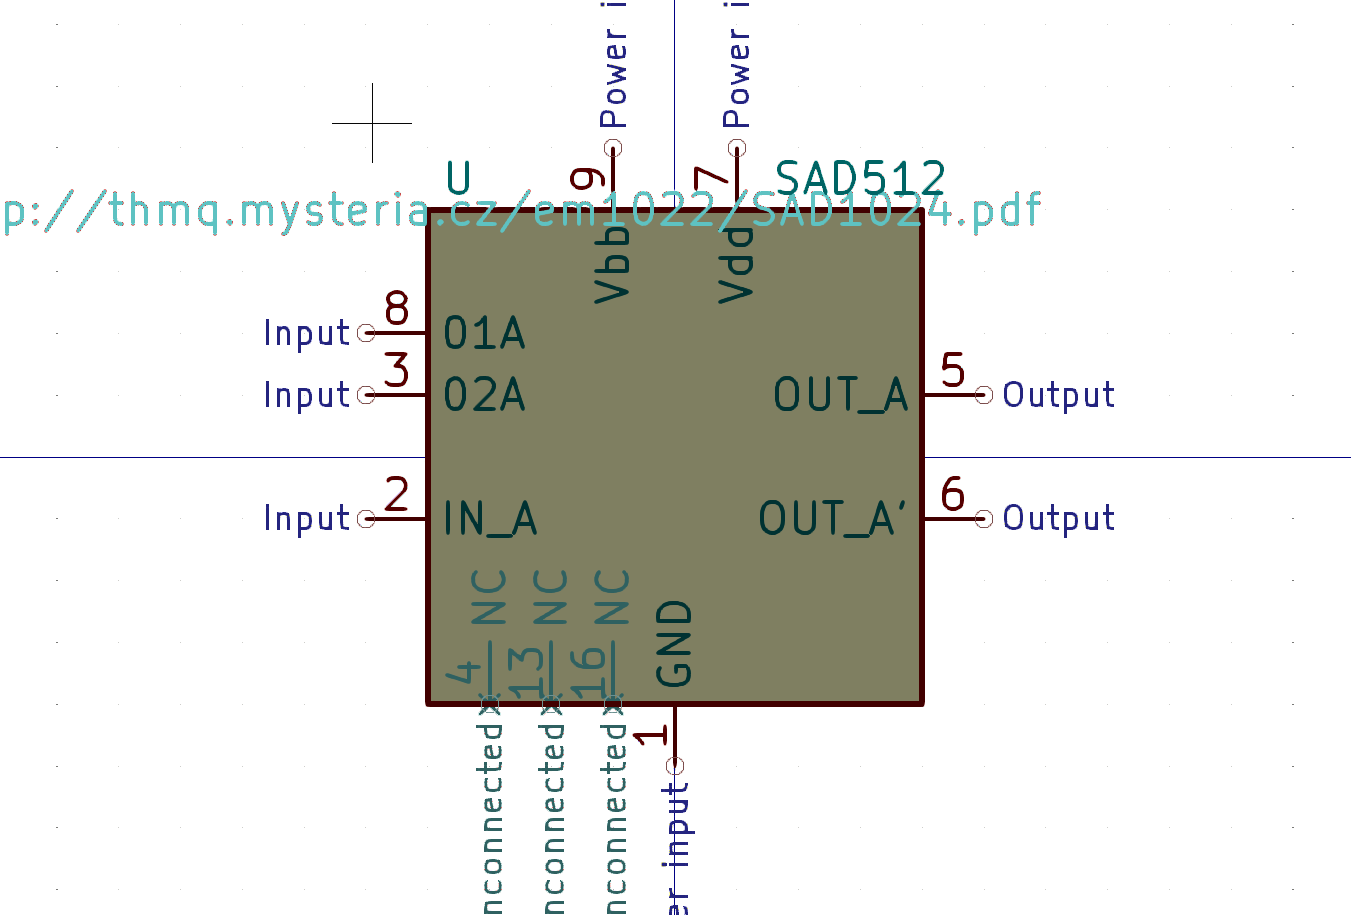 Power i
Power i
9
7
U
SAD512
p://thmq.mysteria.cz/em1022/SAD1024.pdf
Vbb
Vdd
Input 8 01A
Input 3 02A
OUT_A 5 Output
Input 2 IN_A
OUT_A' 6 Output
NC
NC
NC
GND
4
13
16
1
nconnected
nconnected
nconnected
er input